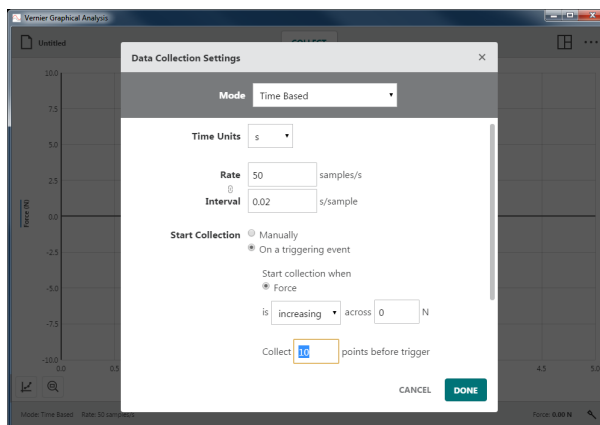 Vernier Graphical Analysis
Untitled
COLLECT
Data Collection Settings
Mode Time Based
Time Units s
Rate 50 samples/s
Interval 0.02 s/sample
Start Collection Manually
On a triggering event
Start collection when
Force
is increasing across 0 N
Collect 10 points before trigger
CANCEL DONE
Force (N)
10.0
7.5
5.0
2.5
0.0
-2.5
-5.0
-7.5
-10.0
0.0 0.5 4.5 5.0
Mode: Time Based Rate: 50 samples/s Force: 0.00 N